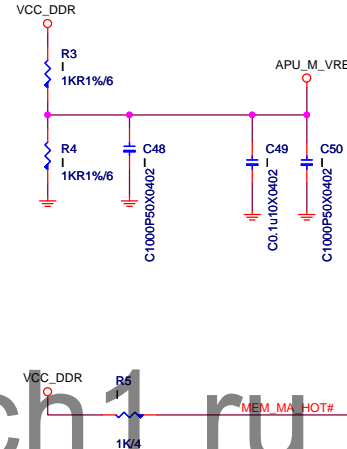 VCC_DDR
R3
I
1KR1%/6
APU_M_VRE
R4
I
1KR1%/6
C48
I
C1000P50X0402
C49
I
C0.1u10X0402
C50
I
C1000P50X0402
VCC_DDR
R5
I
MEM_MA_HOT#
1K/4
ch1 ru